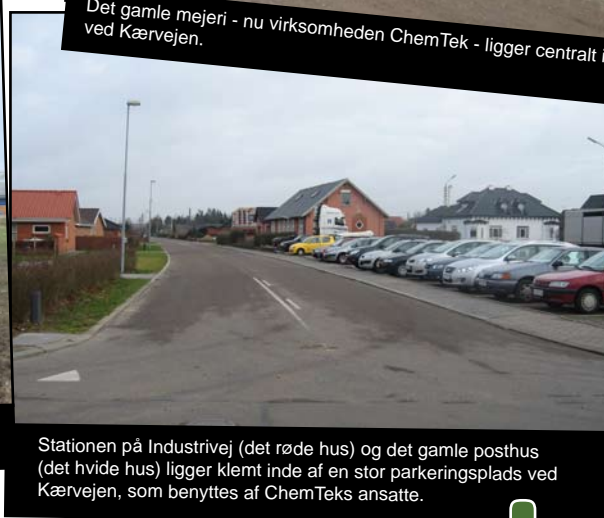 Det gamle mejeri - nu virksomheden ChemTek - ligger centralt i
ved Kærvejen.
Stationen på Industrivej (det røde hus) og det gamle posthus
(det hvide hus) ligger klemt inde af en stor parkeringsplads ved
Kærvejen, som benyttes af ChemTeks ansatte.